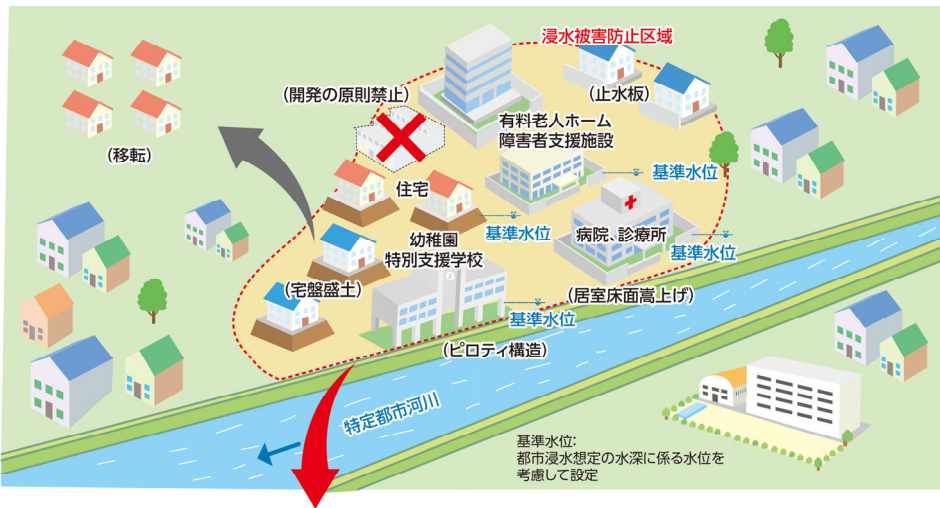 浸水被害防止区域
(開発の原則禁止)
(止水板)
有料老人ホーム
障害者支援施設
(移転)
住宅
基準水位
幼稚園
特別支援学校
基準水位
病院、診療所
基準水位
(宅盤盛土)
(居室床面嵩上げ)
基準水位
(ピロティ構造)
特定都市河川
基準水位:
都市浸水想定の水深に係る水位を
考慮して設定